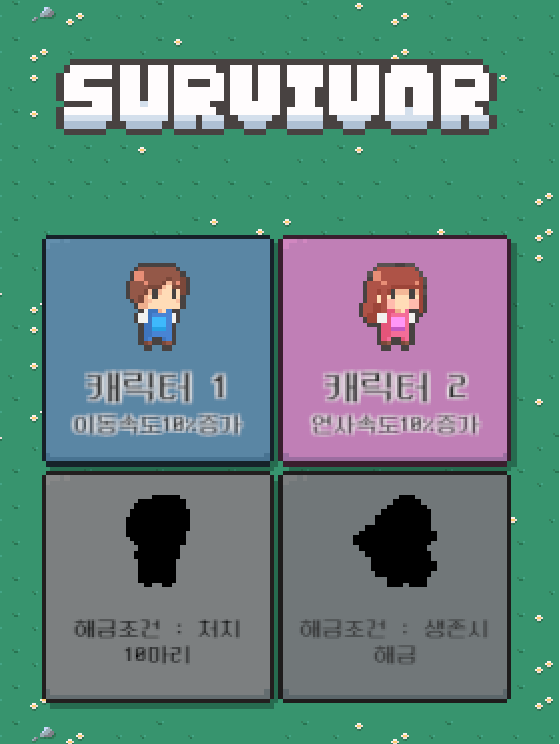 SURVIVOR
캐릭터 1
이동속도10%증가
캐릭터 2
연사속도10%증가
해금조건 : 처치
10마리
해금조건 : 생존시
해금